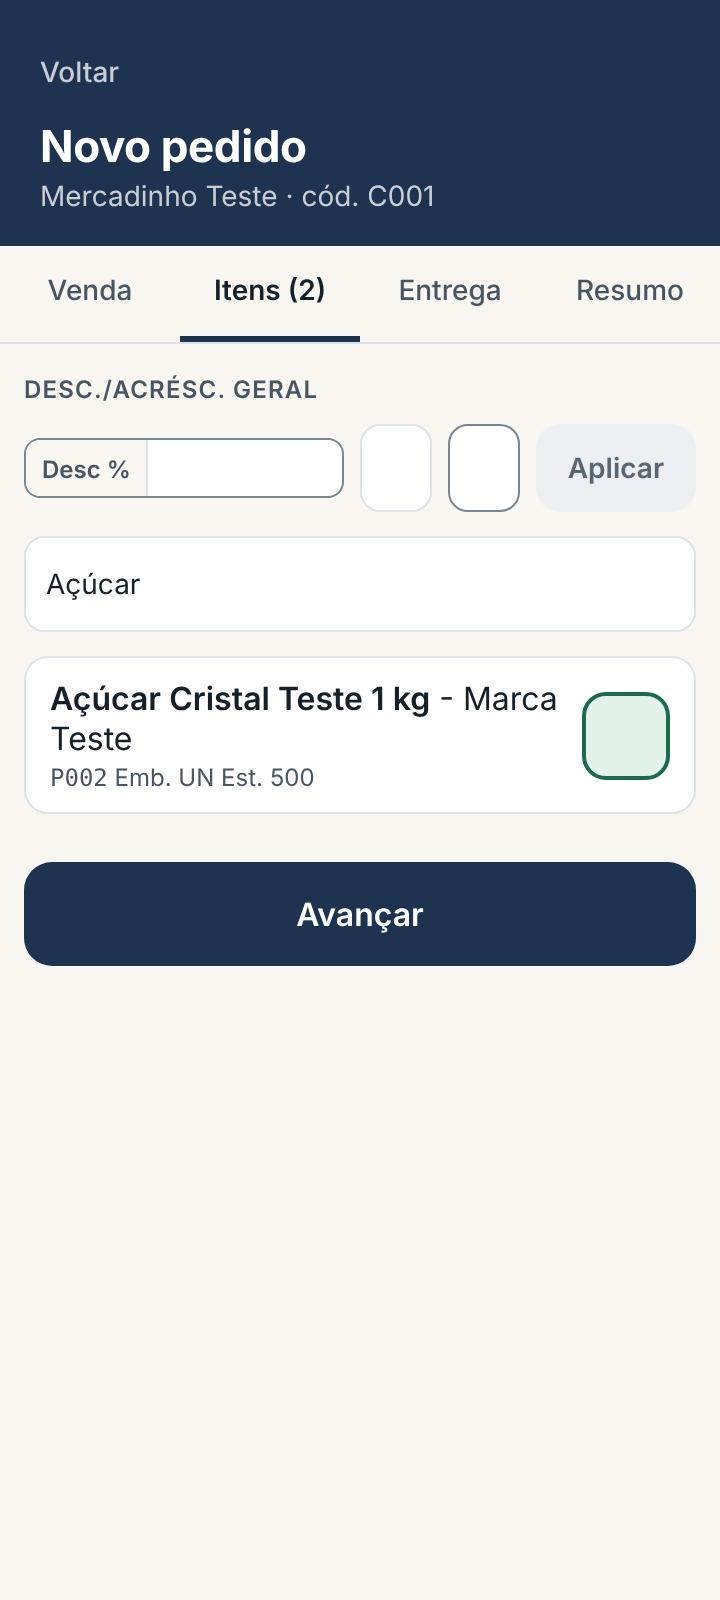 Voltar
Novo pedido
Mercadinho Teste · cód. C001
Venda
Itens (2)
Entrega
Resumo
DESC./ACRÉSC. GERAL
Desc %
Aplicar
Açúcar
Açúcar Cristal Teste 1 kg - Marca
Teste
P002 Emb. UN Est. 500
Avançar